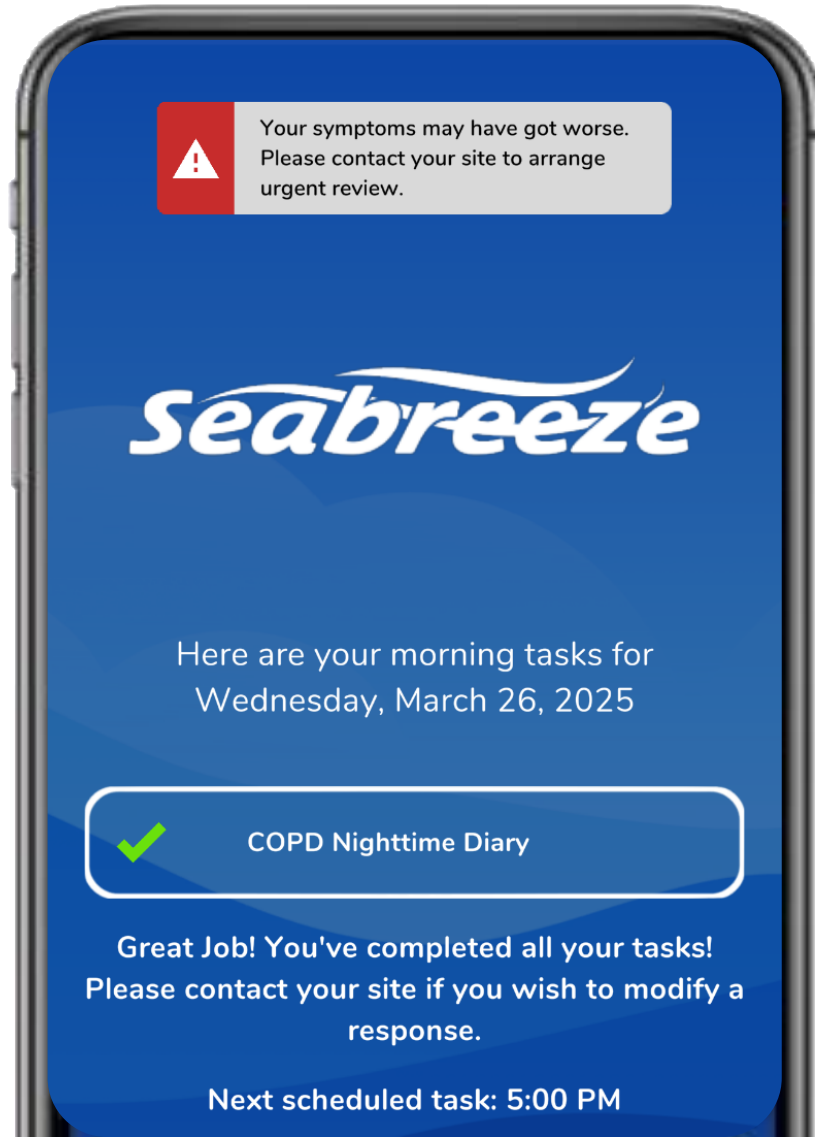 Your symptoms may have got worse.
Please contact your site to arrange
urgent review.
Seabreeze
Here are your morning tasks for
Wednesday, March 26, 2025
COPD Nighttime Diary
Great Job! You've completed all your tasks!
Please contact your site if you wish to modify a
response.
Next scheduled task: 5:00 PM